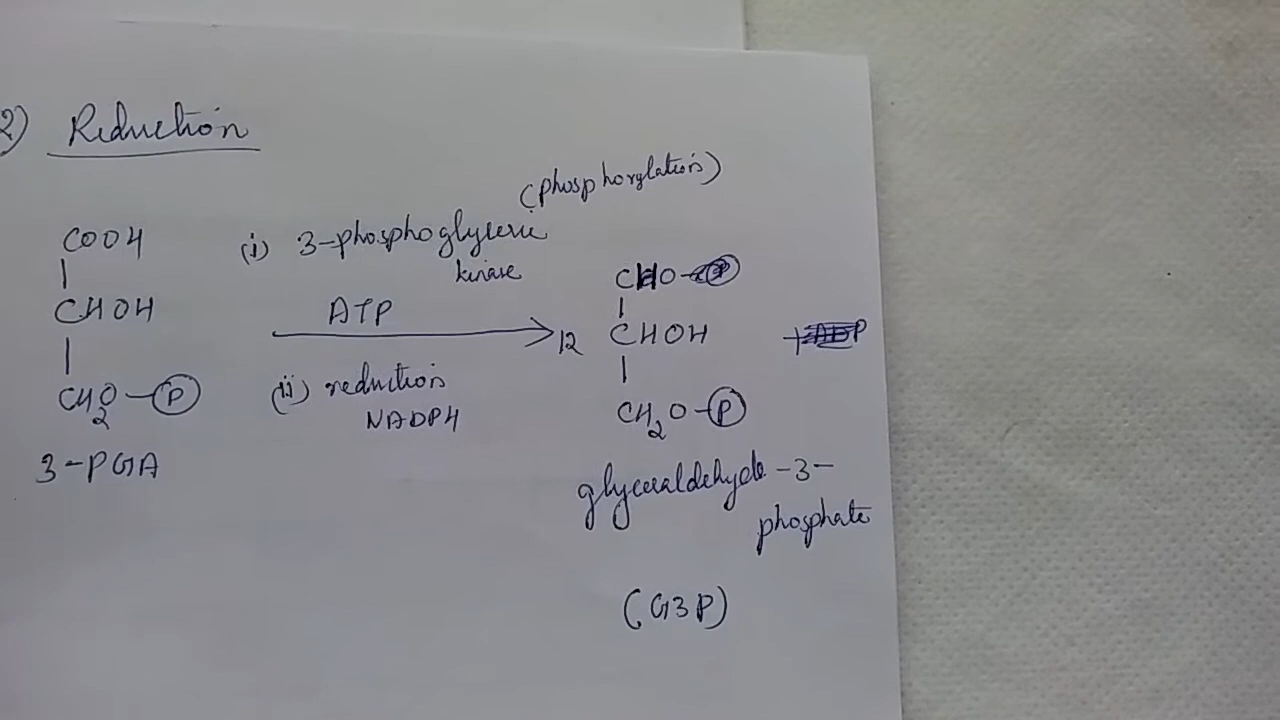 2) Reduction
(phosphorylation)
(i) 3-phosphoglyceric
kinase
COOH
CHOH
CH2O-P
3-PGA
ATP
(ii) reduction
NADPH
12
CHO
CHOH
CH2O-P
glyceraldehyde-3-
phosphate
(G3P)